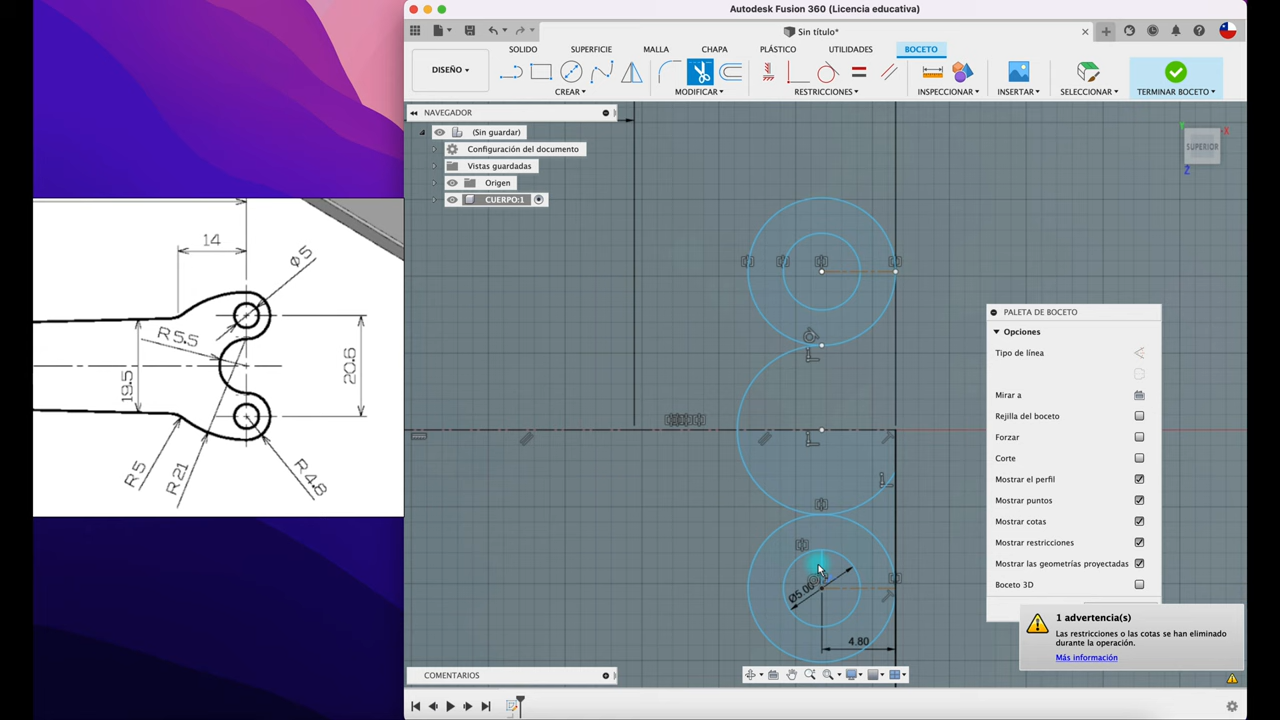 Autodesk Fusion 360 (Licencia educativa)
Sin título*
DISEÑO
SOLIDO
SUPERFICIE
MALLA
CHAPA
PLÁSTICO
UTILIDADES
BOCETO
CREAR
MODIFICAR
RESTRICCIONES
INSPECCIONAR
INSERTAR
SELECCIONAR
TERMINAR BOCETO
NAVEGADOR
(Sin guardar)
Configuración del documento
Vistas guardadas
Origen
CUERPO:1
SUPERIOR
Y
X
Z
14
ø5
R5.5
19.5
20.6
R5
R21
R4.8
Ø5.00
4.80
PALETA DE BOCETO
Opciones
Tipo de línea
Mirar a
Rejilla del boceto
Forzar
Corte
Mostrar el perfil
Mostrar puntos
Mostrar cotas
Mostrar restricciones
Mostrar las geometrías proyectadas
Boceto 3D
1 advertencia(s)
Las restricciones o las cotas se han eliminado
durante la operación.
Más información
COMENTARIOS